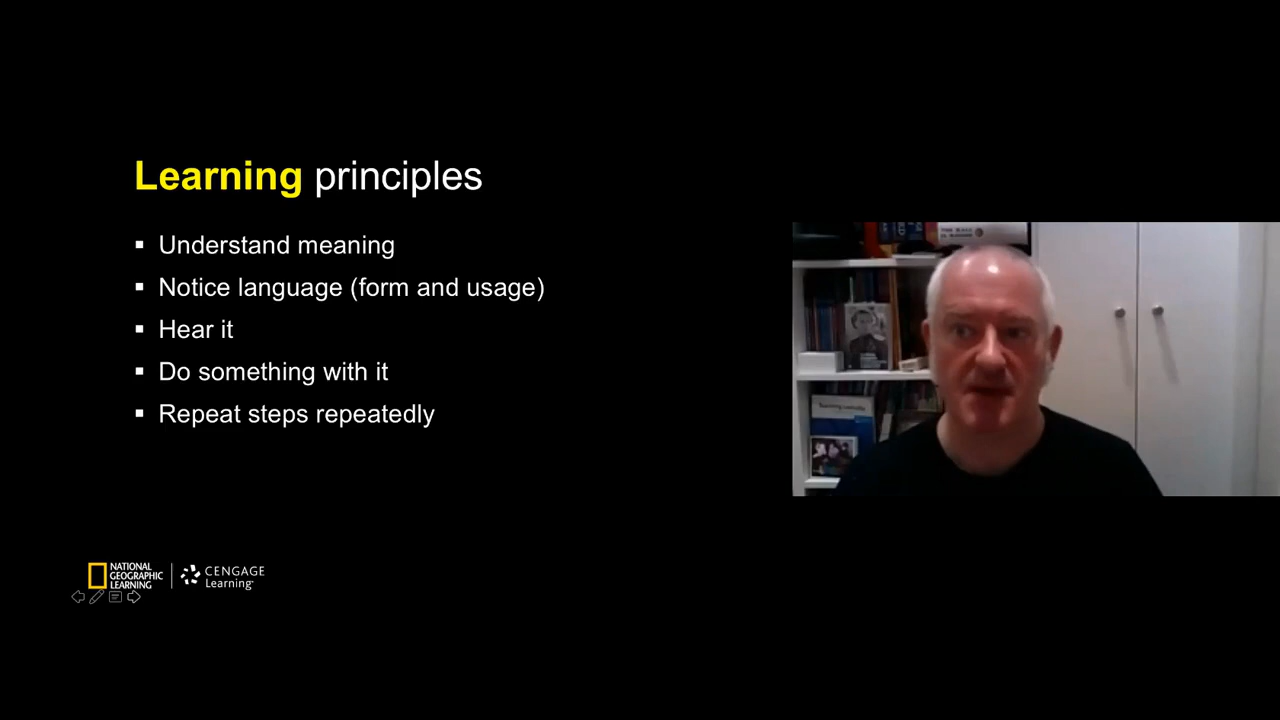 Learning principles
▪ Understand meaning
▪ Notice language (form and usage)
▪ Hear it
▪ Do something with it
▪ Repeat steps repeatedly
NATIONAL
GEOGRAPHIC
LEARNING
CENGAGE
Learning